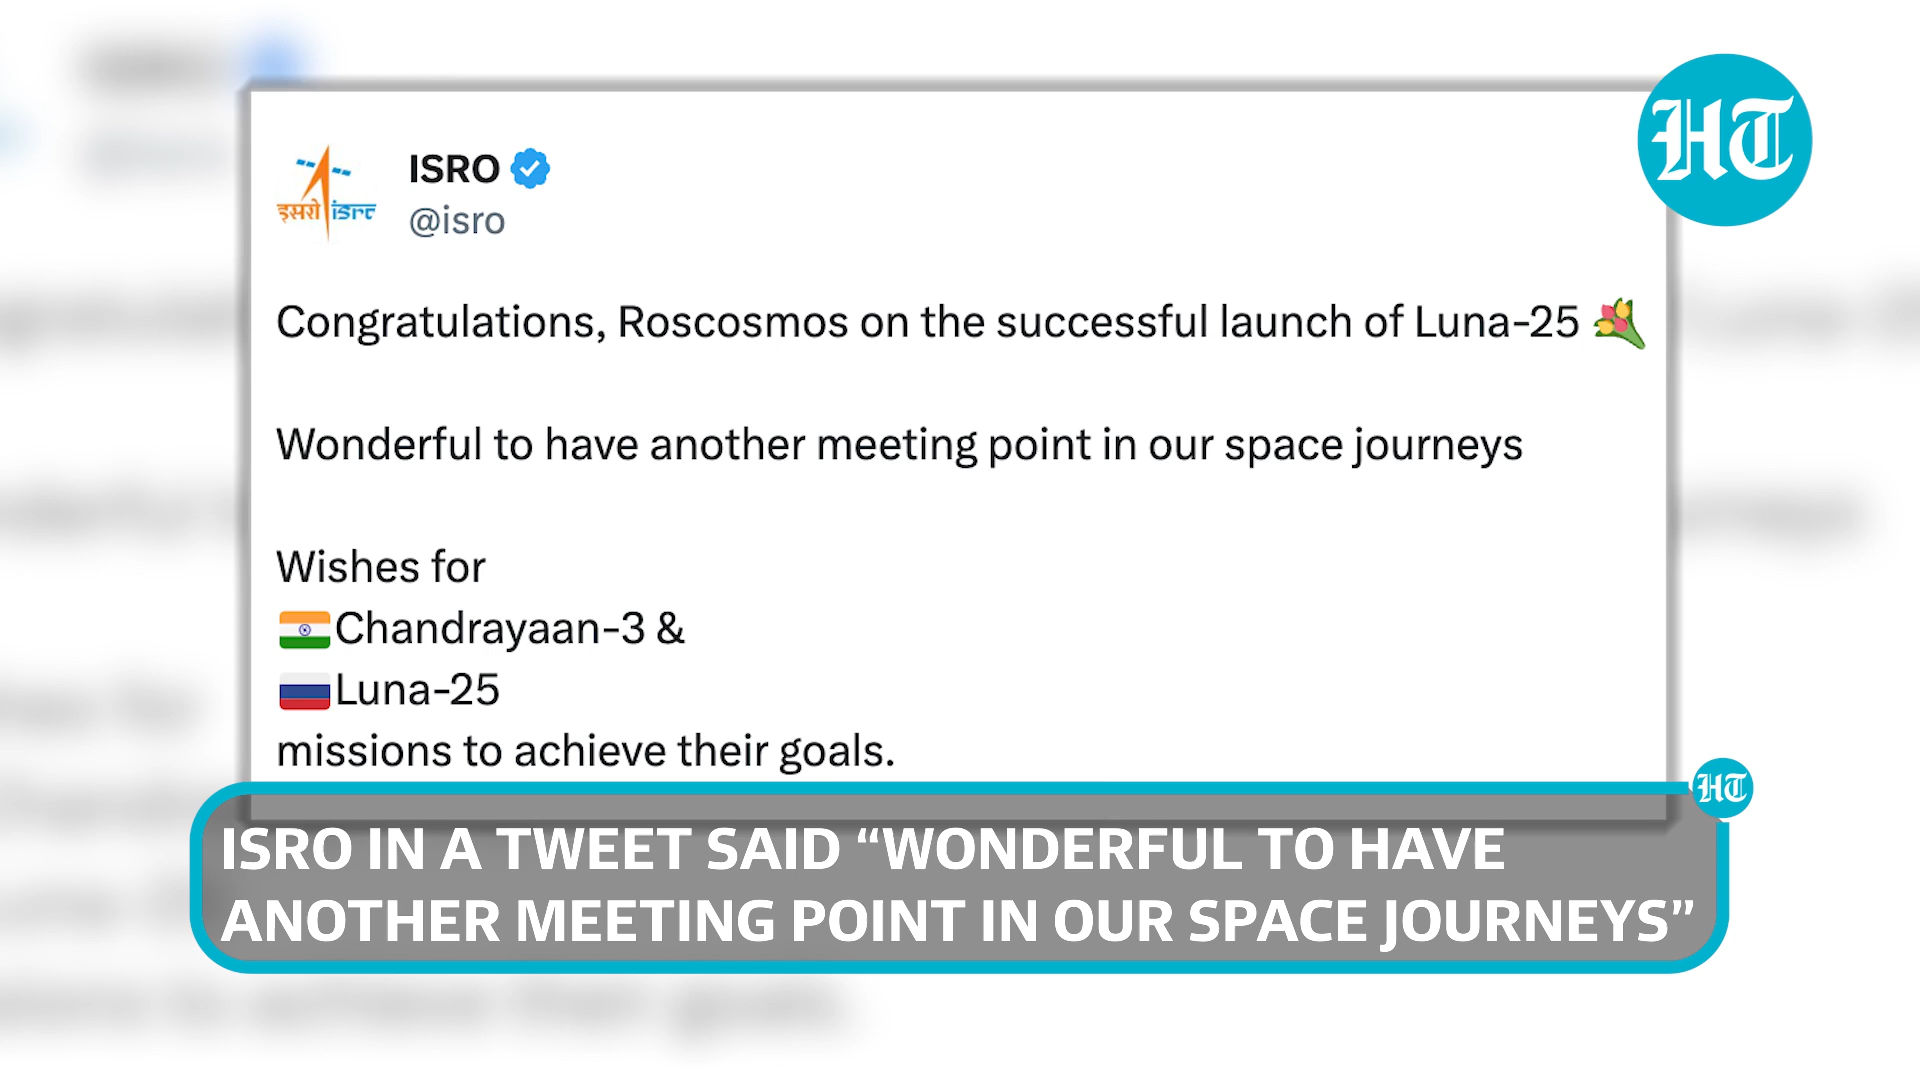 HT
इसरो isro
ISRO
@isro
Congratulations, Roscosmos on the successful launch of Luna-25 💐
Wonderful to have another meeting point in our space journeys
Wishes for
🇮🇳Chandrayaan-3 &
🇷🇺Luna-25
missions to achieve their goals.
HT
ISRO IN A TWEET SAID “WONDERFUL TO HAVE
ANOTHER MEETING POINT IN OUR SPACE JOURNEYS”